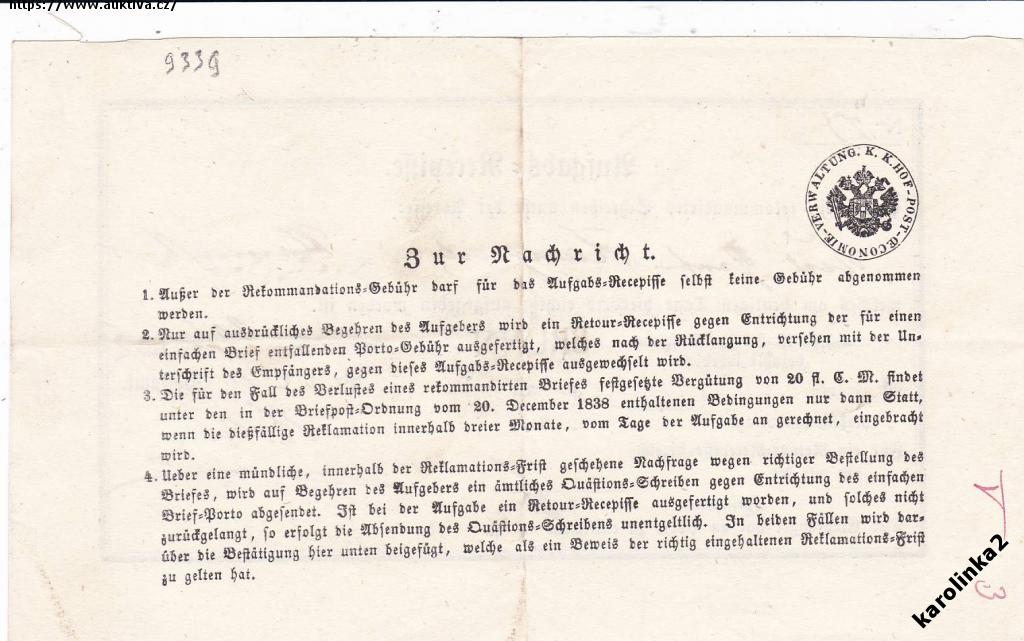 https://www.auktiva.cz/
9339
K. K. HOF-POST-ŒCONOMIE-VERWALTUNG.
Zur Nachricht.
1. Außer der Rekommandations-Gebühr darf für das Aufgabs-Recepisse selbst keine Gebühr abgenommen
werden.
2. Nur auf ausdrückliches Begehren des Aufgebers wird ein Retour-Recepisse gegen Entrichtung der für einen
einfachen Brief entfallenden Porto-Gebühr ausgefertigt, welches nach der Rücklangung, versehen mit der Un-
terschrift des Empfängers, gegen dieses Aufgabs-Recepisse ausgewechselt wird.
3. Die für den Fall des Verlustes eines rekommandirten Briefes festgesetzte Vergütung von 20 fl. C. M. findet
unter den in der Briefpost-Ordnung vom 20. December 1838 enthaltenen Bedingungen nur dann Statt,
wenn die dießfällige Reklamation innerhalb dreier Monate, vom Tage der Aufgabe an gerechnet, eingebracht
wird.
4. Ueber eine mündliche, innerhalb der Reklamations-Frist geschehene Nachfrage wegen richtiger Bestellung des
Briefes, wird auf Begehren des Aufgebers ein ämtliches Quästions-Schreiben gegen Entrichtung des einfachen
Brief-Porto abgesendet. Ist bei der Aufgabe ein Retour-Recepisse ausgefertigt worden, und solches nicht
zurückgelangt, so erfolgt die Absendung des Quästions-Schreibens unentgeltlich. In beiden Fällen wird dar-
über die Bestätigung hier unten beigefügt, welche als ein Beweis der richtig eingehaltenen Reklamations-Frist
zu gelten hat.
karolinka2